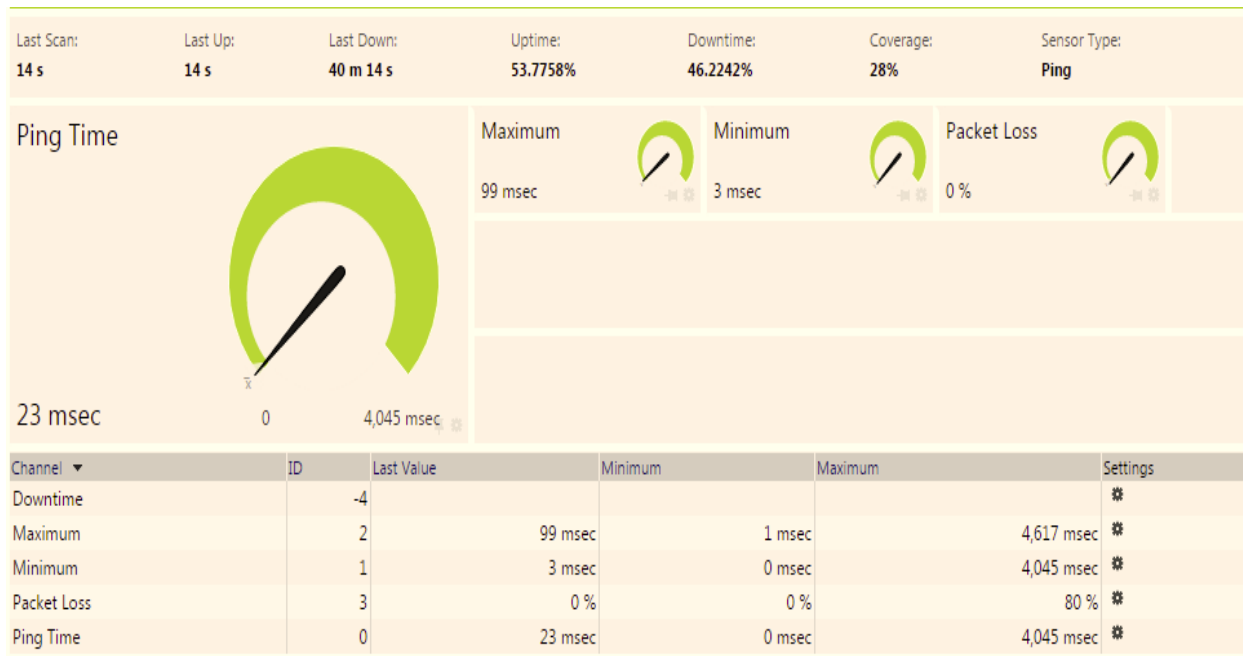 Last Scan: Last Up: Last Down: Uptime: Downtime: Coverage: Sensor Type:
14 s 14 s 40 m 14 s 53.7758% 46.2242% 28% Ping
Ping Time
23 msec
x
0 4,045 msec
Maximum
99 msec
Minimum
3 msec
Packet Loss
0 %
Channel ID Last Value Minimum Maximum Settings
Downtime -4
Maximum 2 99 msec 1 msec 4,617 msec
Minimum 1 3 msec 0 msec 4,045 msec
Packet Loss 3 0 % 0 % 80 %
Ping Time 0 23 msec 0 msec 4,045 msec